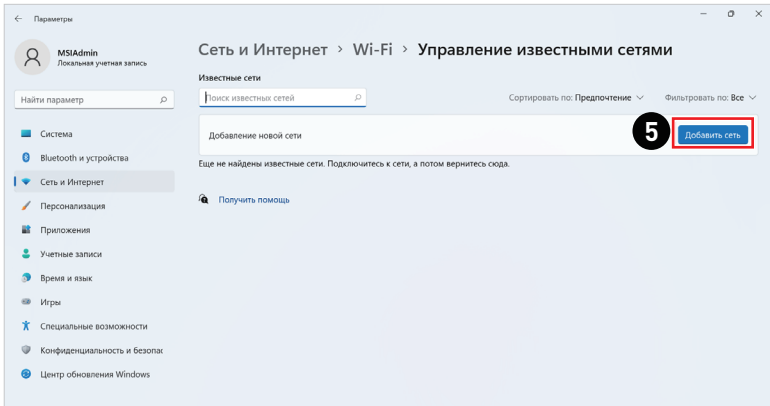 Параметры
MSIAdmin
Локальная учетная запись
Найти параметр
Система
Bluetooth и устройства
Сеть и Интернет
Персонализация
Приложения
Учетные записи
Время и язык
Игры
Специальные возможности
Конфиденциальность и безопас
Центр обновления Windows
Сеть и Интернет > Wi-Fi > Управление известными сетями
Известные сети
Поиск известных сетей
Сортировать по: Предпочтение
Фильтровать по: Все
Добавление новой сети
5
Добавить сеть
Еще не найдены известные сети. Подключитесь к сети, а потом вернитесь сюда.
Получить помощь